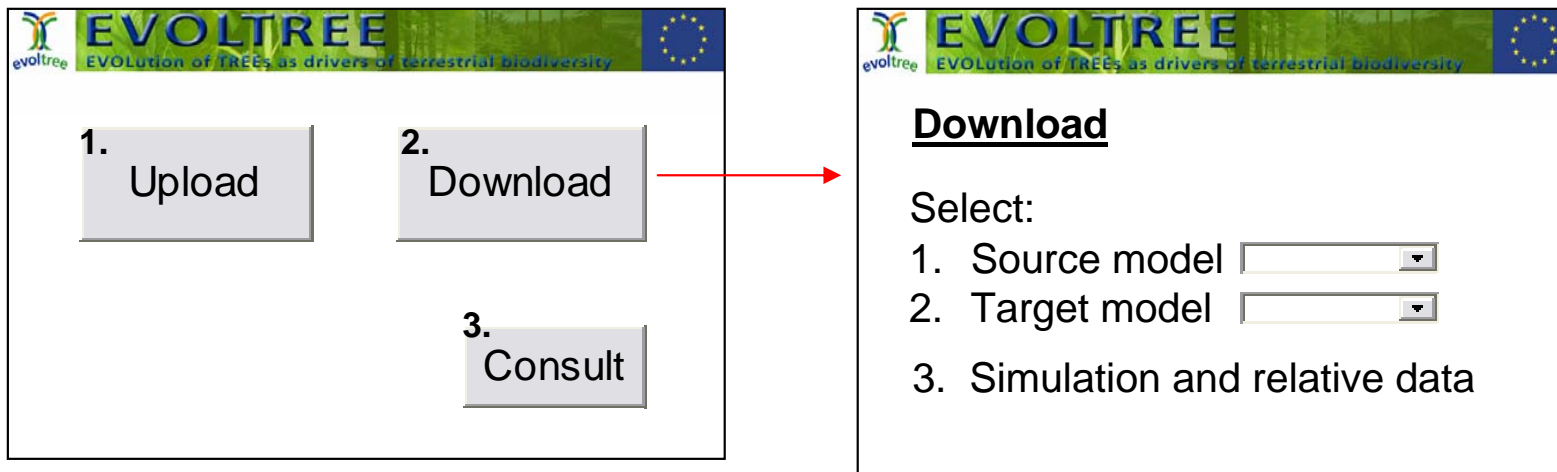 EVOLTREE
evoltree
EVOLution of TREEs as drivers of terrestrial biodiversity
1.
Upload
2.
Download
3.
Consult
EVOLTREE
evoltree
EVOLution of TREEs as drivers of terrestrial biodiversity
Download
Select:
1. Source model
2. Target model
3. Simulation and relative data